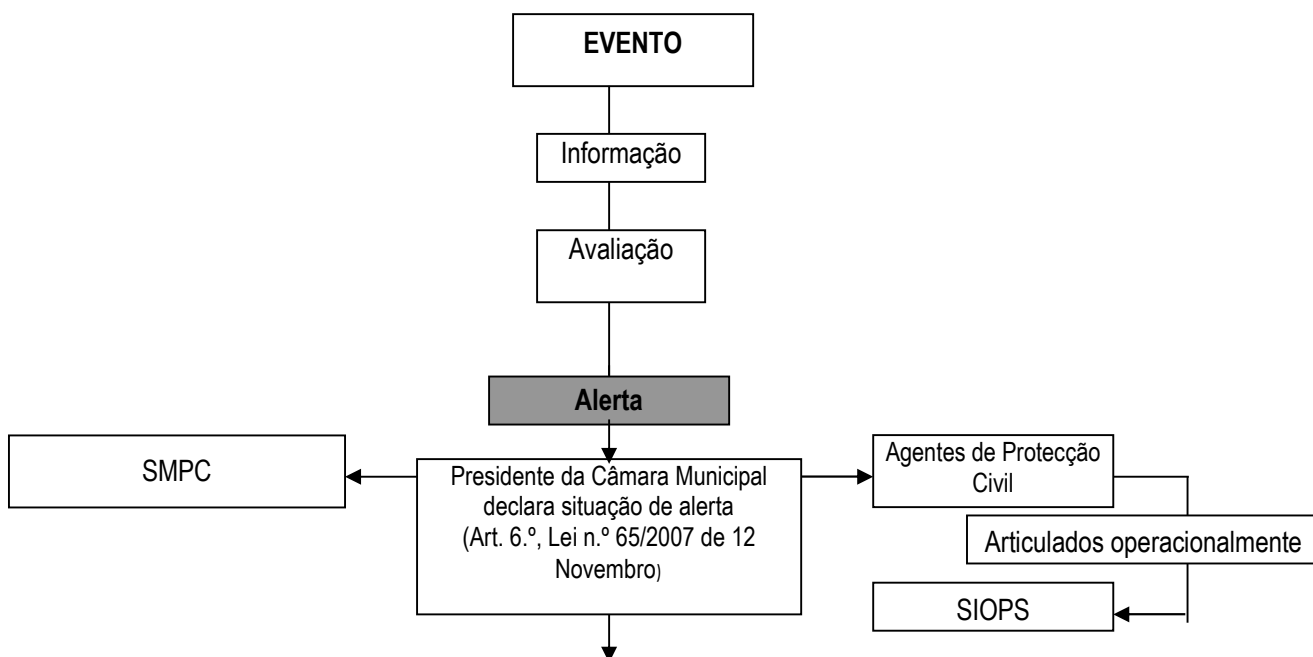 EVENTO
Informação
Avaliação
Alerta
SMPC
Presidente da Câmara Municipal
declara situação de alerta
(Art. 6.º, Lei n.º 65/2007 de 12
Novembro)
Agentes de Protecção
Civil
Articulados operacionalmente
SIOPS